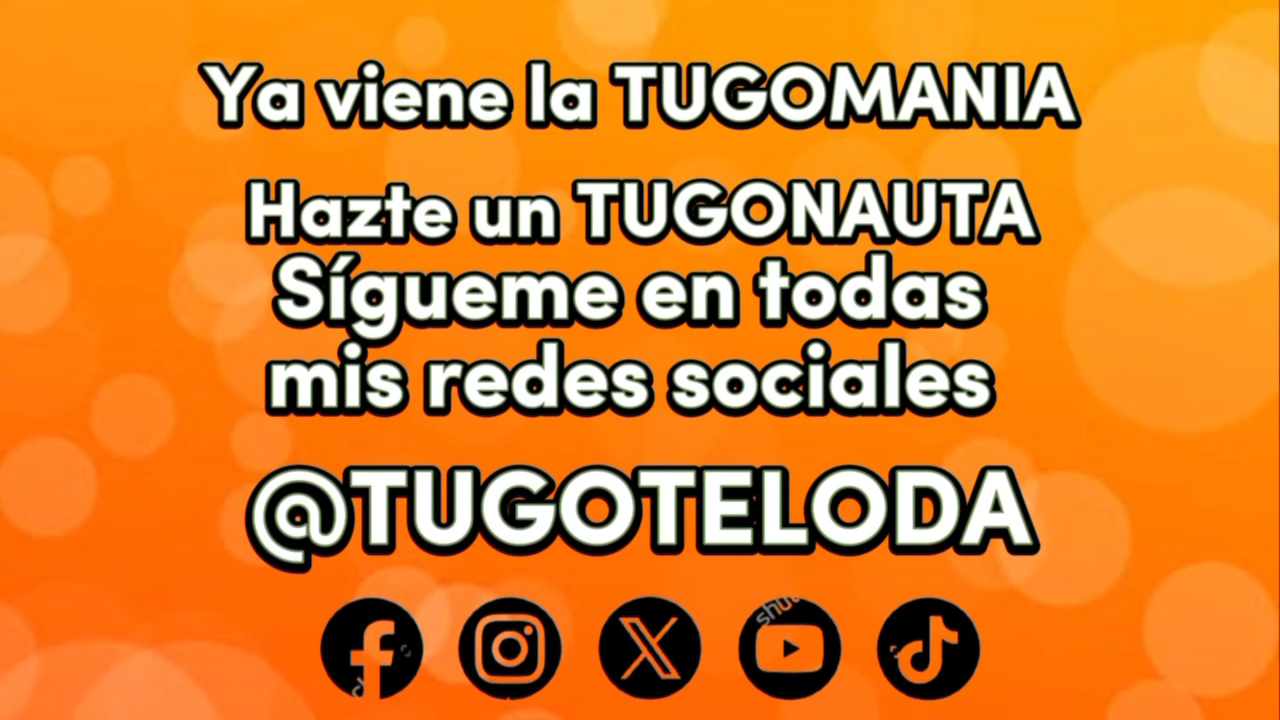 Ya viene la TUGOMANIA
Hazte un TUGONAUTA
Sígueme en todas
mis redes sociales
@TUGOTELODA